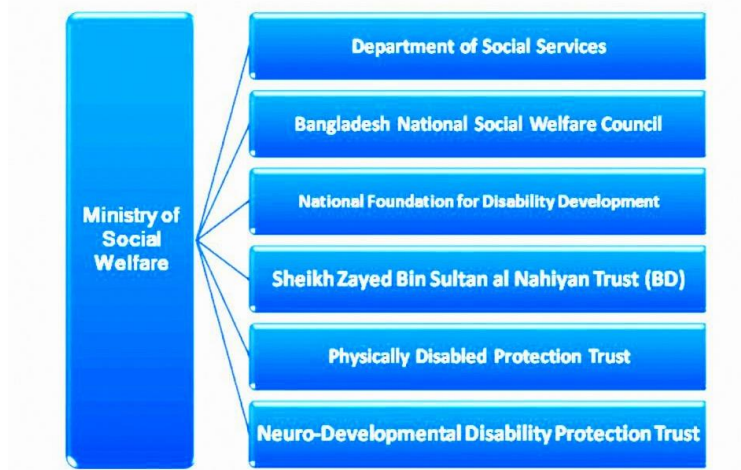 Ministry of
Social
Welfare
Department of Social Services
Bangladesh National Social Welfare Council
National Foundation for Disability Development
Sheikh Zayed Bin Sultan al Nahiyan Trust (BD)
Physically Disabled Protection Trust
Neuro-Developmental Disability Protection Trust